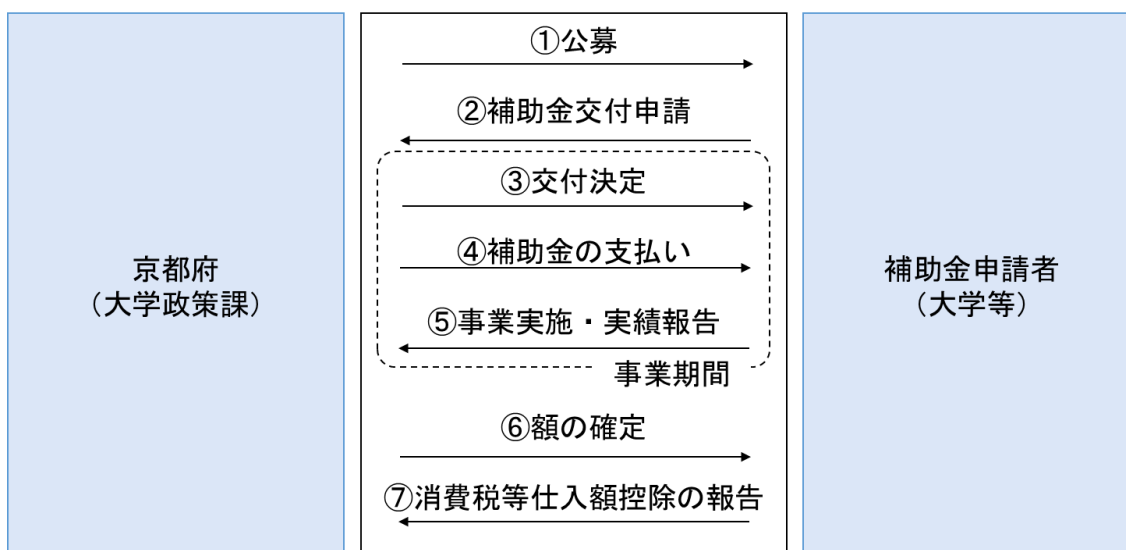 京都府
（大学政策課）
①公募
②補助金交付申請
③交付決定
④補助金の支払い
⑤事業実施・実績報告
事業期間
⑥額の確定
⑦消費税等仕入額控除の報告
補助金申請者
（大学等）